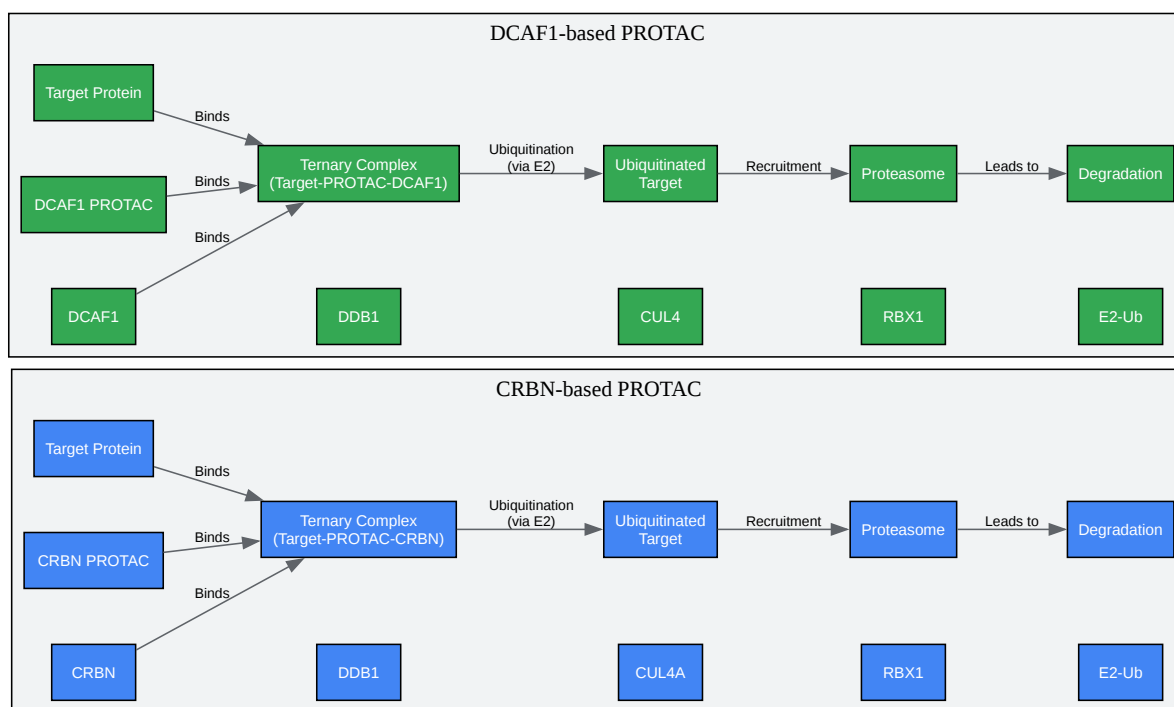 DCAF1-based PROTAC
Target Protein
Binds
Ternary Complex
(Target-PROTAC-DCAF1)
Ubiquitination
(via E2)
Ubiquitinated
Target
Recruitment
Proteasome
Leads to
Degradation
DCAF1 PROTAC
Binds
Binds
DCAF1
DDB1
CUL4
RBX1
E2-Ub
CRBN-based PROTAC
Target Protein
Binds
Ternary Complex
(Target-PROTAC-CRBN)
Ubiquitination
(via E2)
Ubiquitinated
Target
Recruitment
Proteasome
Leads to
Degradation
CRBN PROTAC
Binds
Binds
CRBN
DDB1
CUL4A
RBX1
E2-Ub